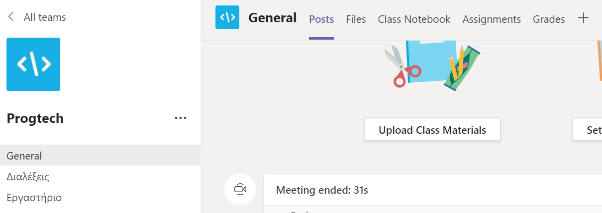 All teams
</>
Progtech
...
General
Διαλέξεις
Εργαστήριο
</> General Posts Files Class Notebook Assignments Grades +
Upload Class Materials Set
Meeting ended: 31s